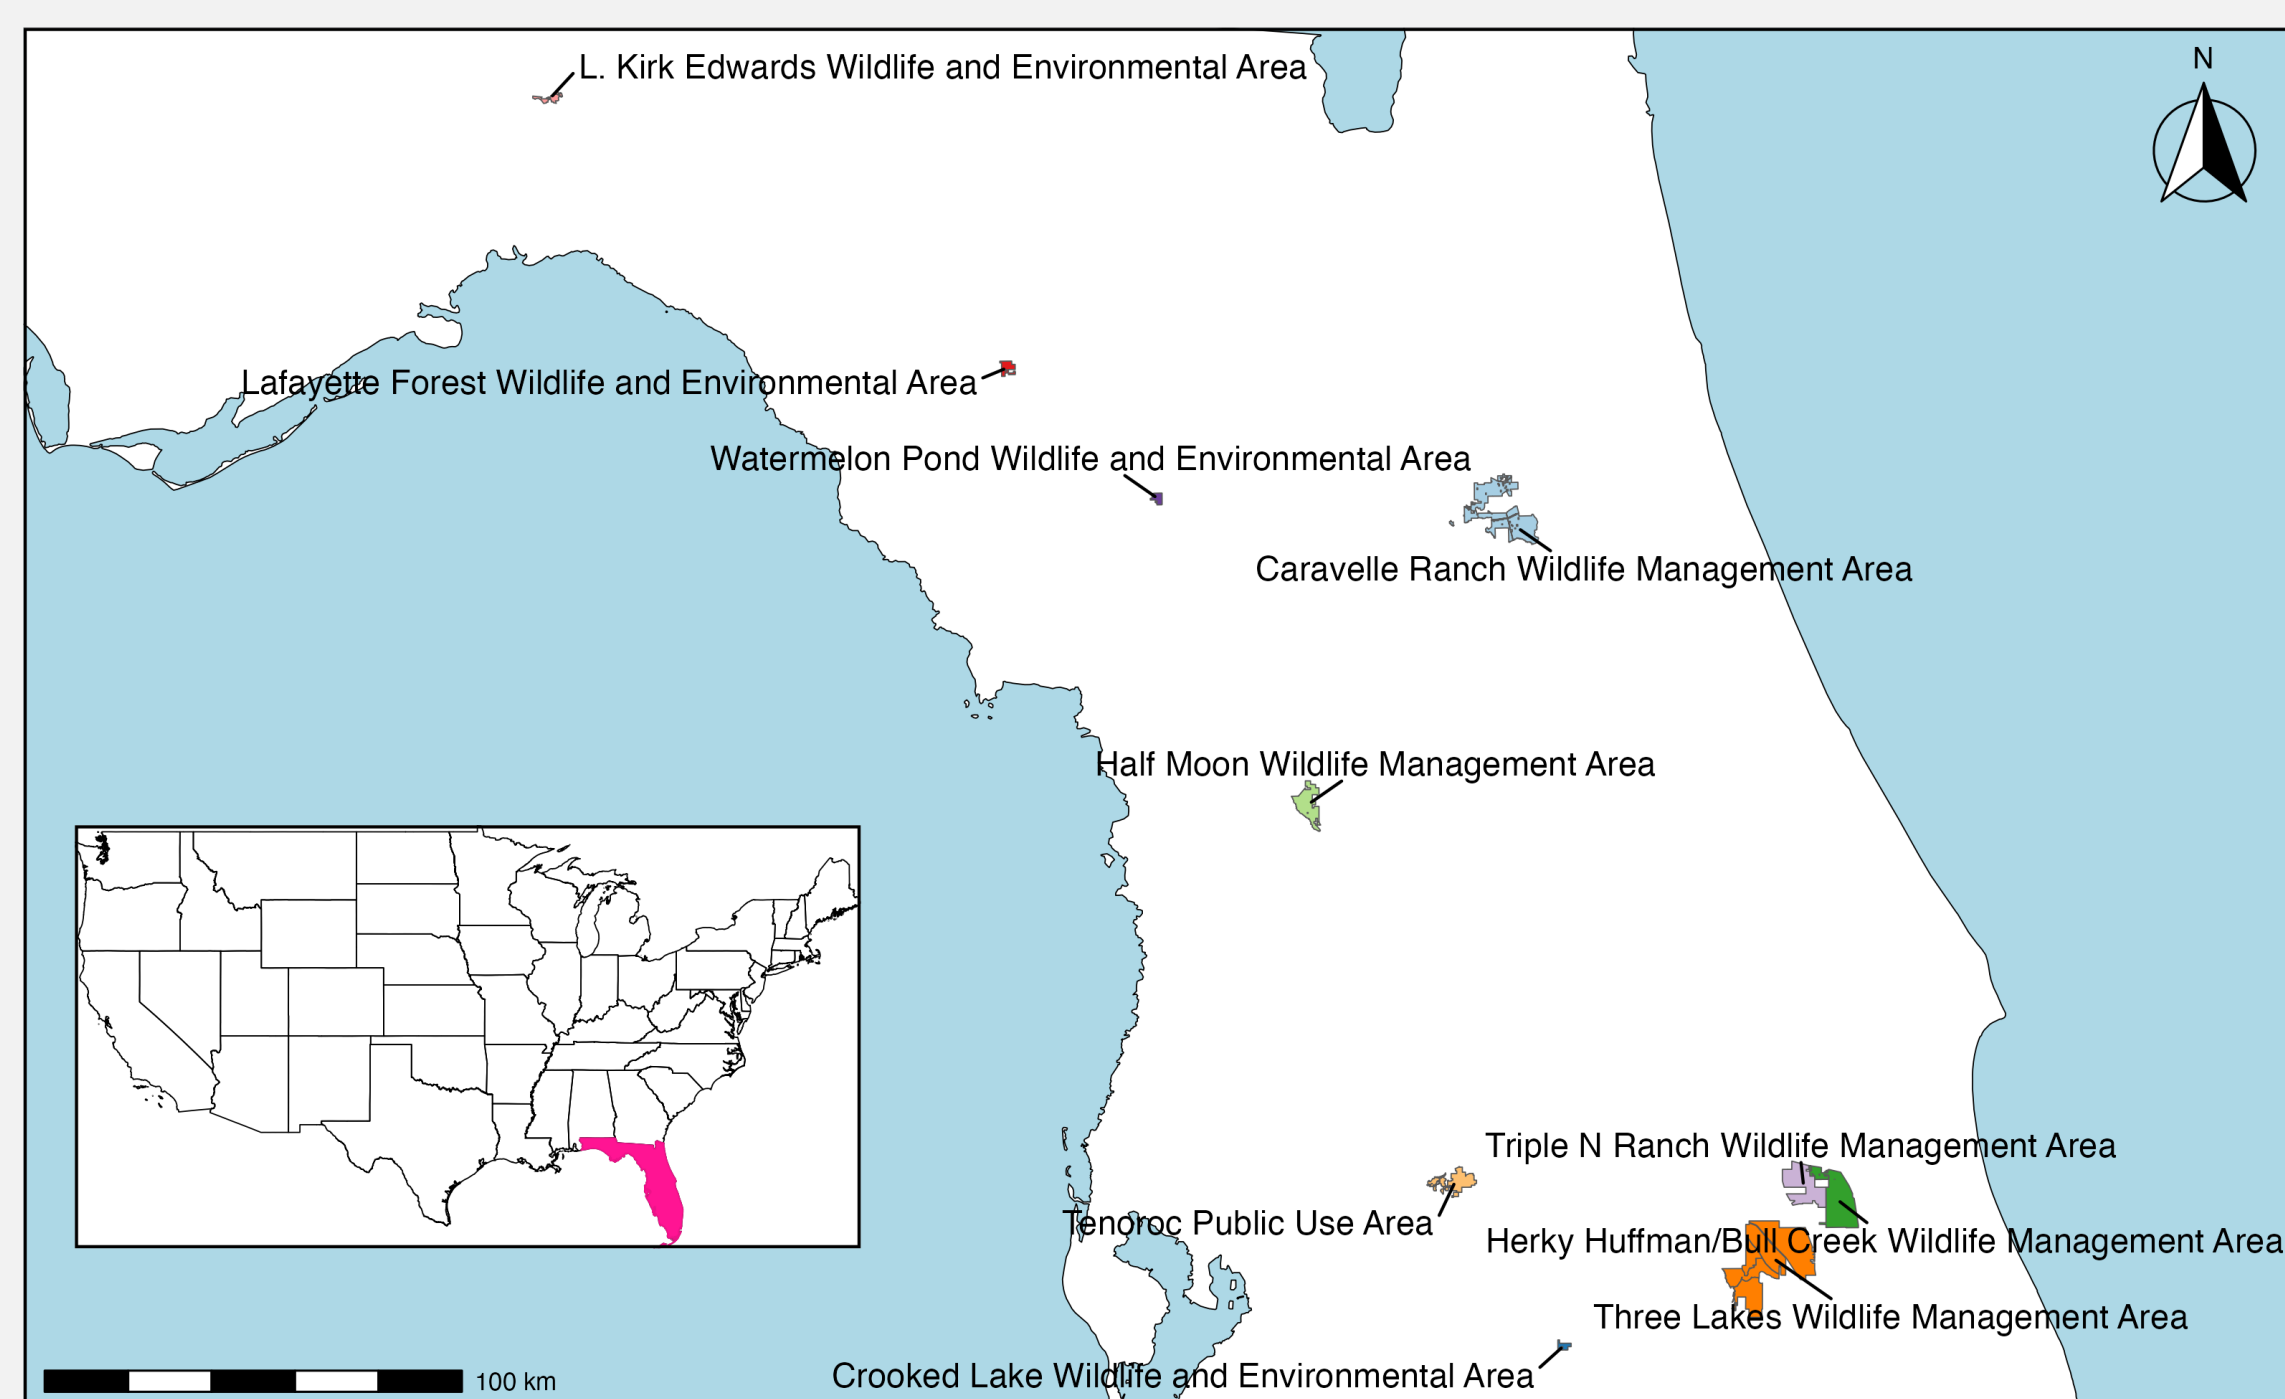 N
L. Kirk Edwards Wildlife and Environmental Area
Lafayette Forest Wildlife and Environmental Area
Watermelon Pond Wildlife and Environmental Area
Caravelle Ranch Wildlife Management Area
Half Moon Wildlife Management Area
Triple N Ranch Wildlife Management Area
Tenoroc Public Use Area
Herky Huffman/Bull Creek Wildlife Management Area
Three Lakes Wildlife Management Area
Crooked Lake Wildlife and Environmental Area
100 km